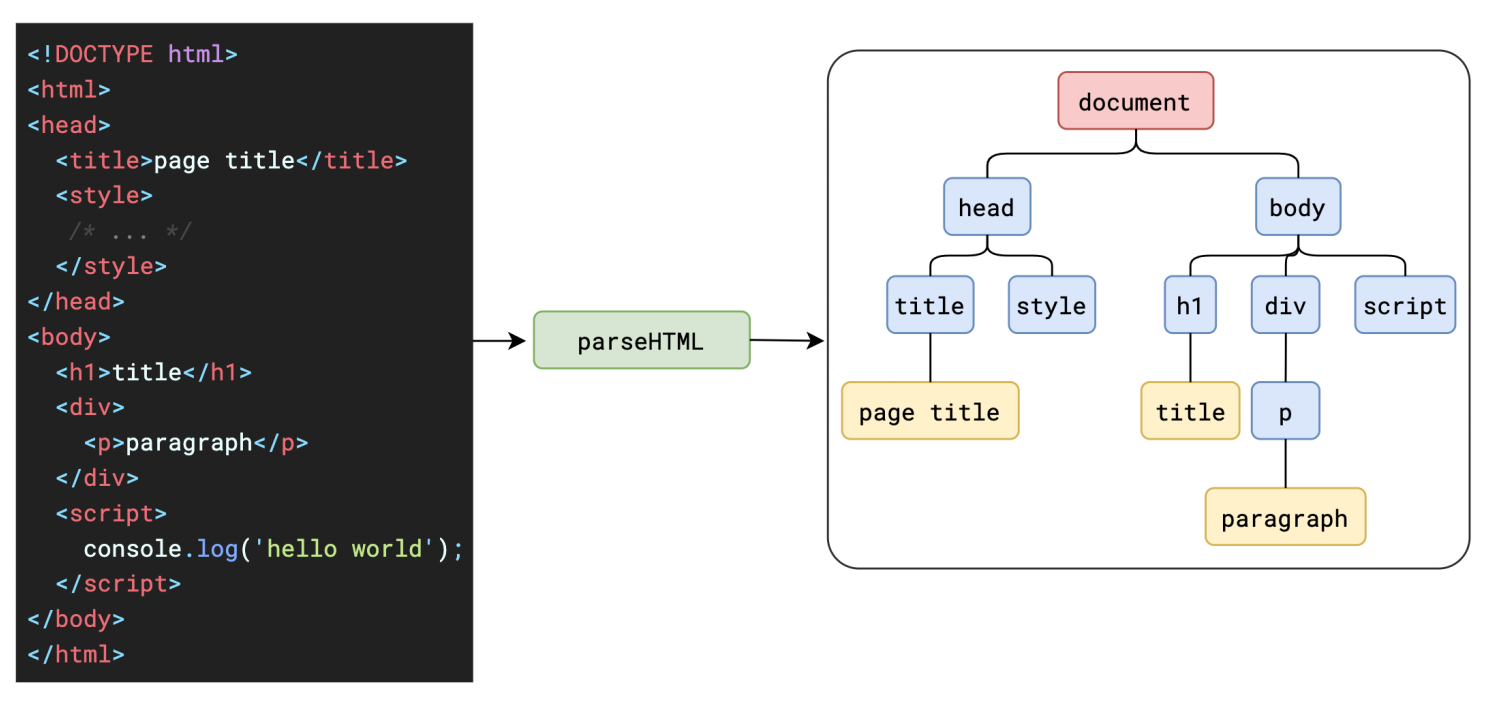 <!DOCTYPE html>
<html>
<head>
  <title>page title</title>
  <style>
   /* ... */
  </style>
</head>
<body>
  <h1>title</h1>
  <div>
    <p>paragraph</p>
  </div>
  <script>
    console.log('hello world');
  </script>
</body>
</html>
parseHTML
document
head
body
title
style
h1
div
script
page title
title
p
paragraph